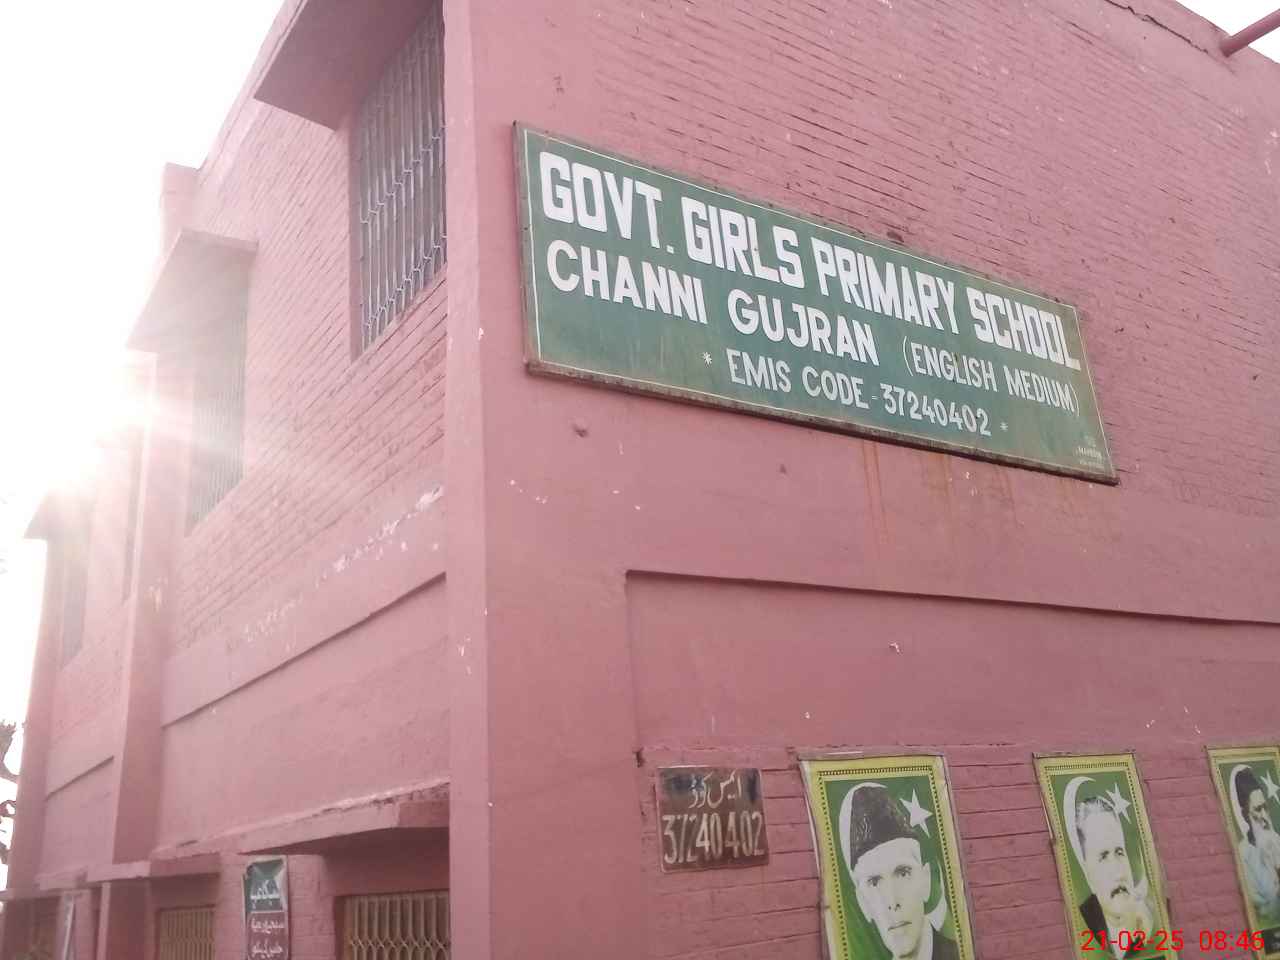 GOVT. GIRLS PRIMARY SCHOOL
CHANNI GUJRAN (ENGLISH MEDIUM)
* EMIS CODE - 37240402 *
ایمس کوڈ
37240402
21-02-25 08:46